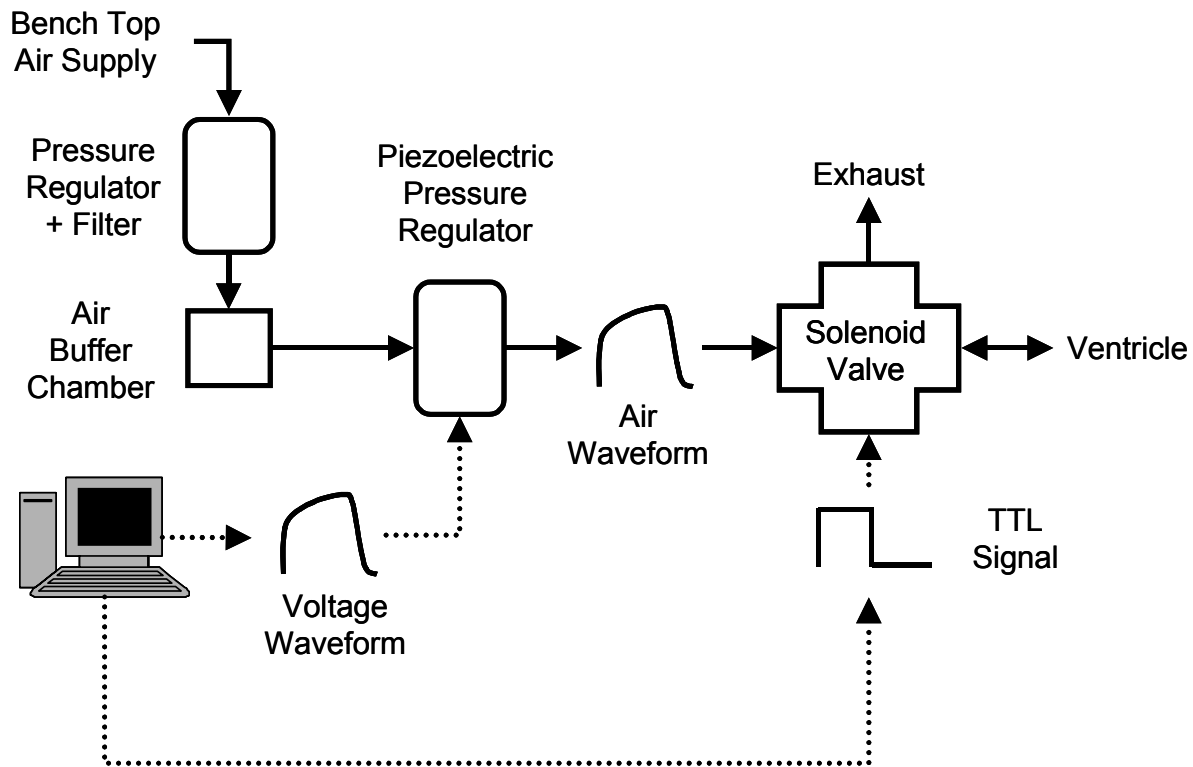 Bench Top
Air Supply
Pressure
Regulator
+ Filter
Piezoelectric
Pressure
Regulator
Exhaust
Air
Buffer
Chamber
Solenoid
Valve
Ventricle
Air
Waveform
Voltage
Waveform
TTL
Signal